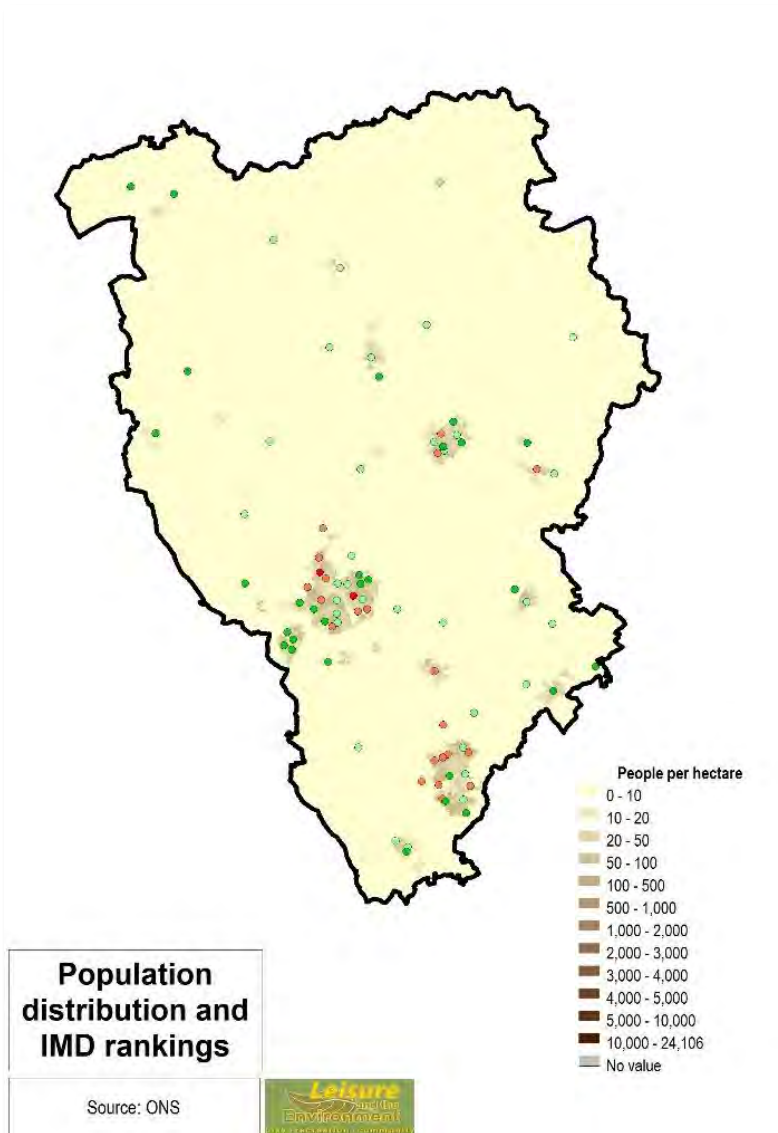 People per hectare
0 - 10
10 - 20
20 - 50
50 - 100
100 - 500
500 - 1,000
1,000 - 2,000
2,000 - 3,000
3,000 - 4,000
4,000 - 5,000
5,000 - 10,000
10,000 - 24,106
No value
Population
distribution and
IMD rankings
Source: ONS
Leisure
and the
Environment